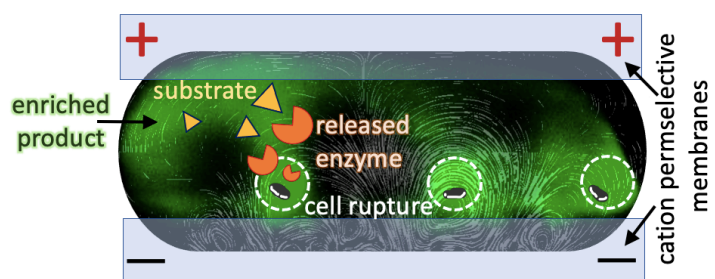 + +
substrate
enriched
product
released
enzyme
cell rupture
cation permselective
membranes
— —